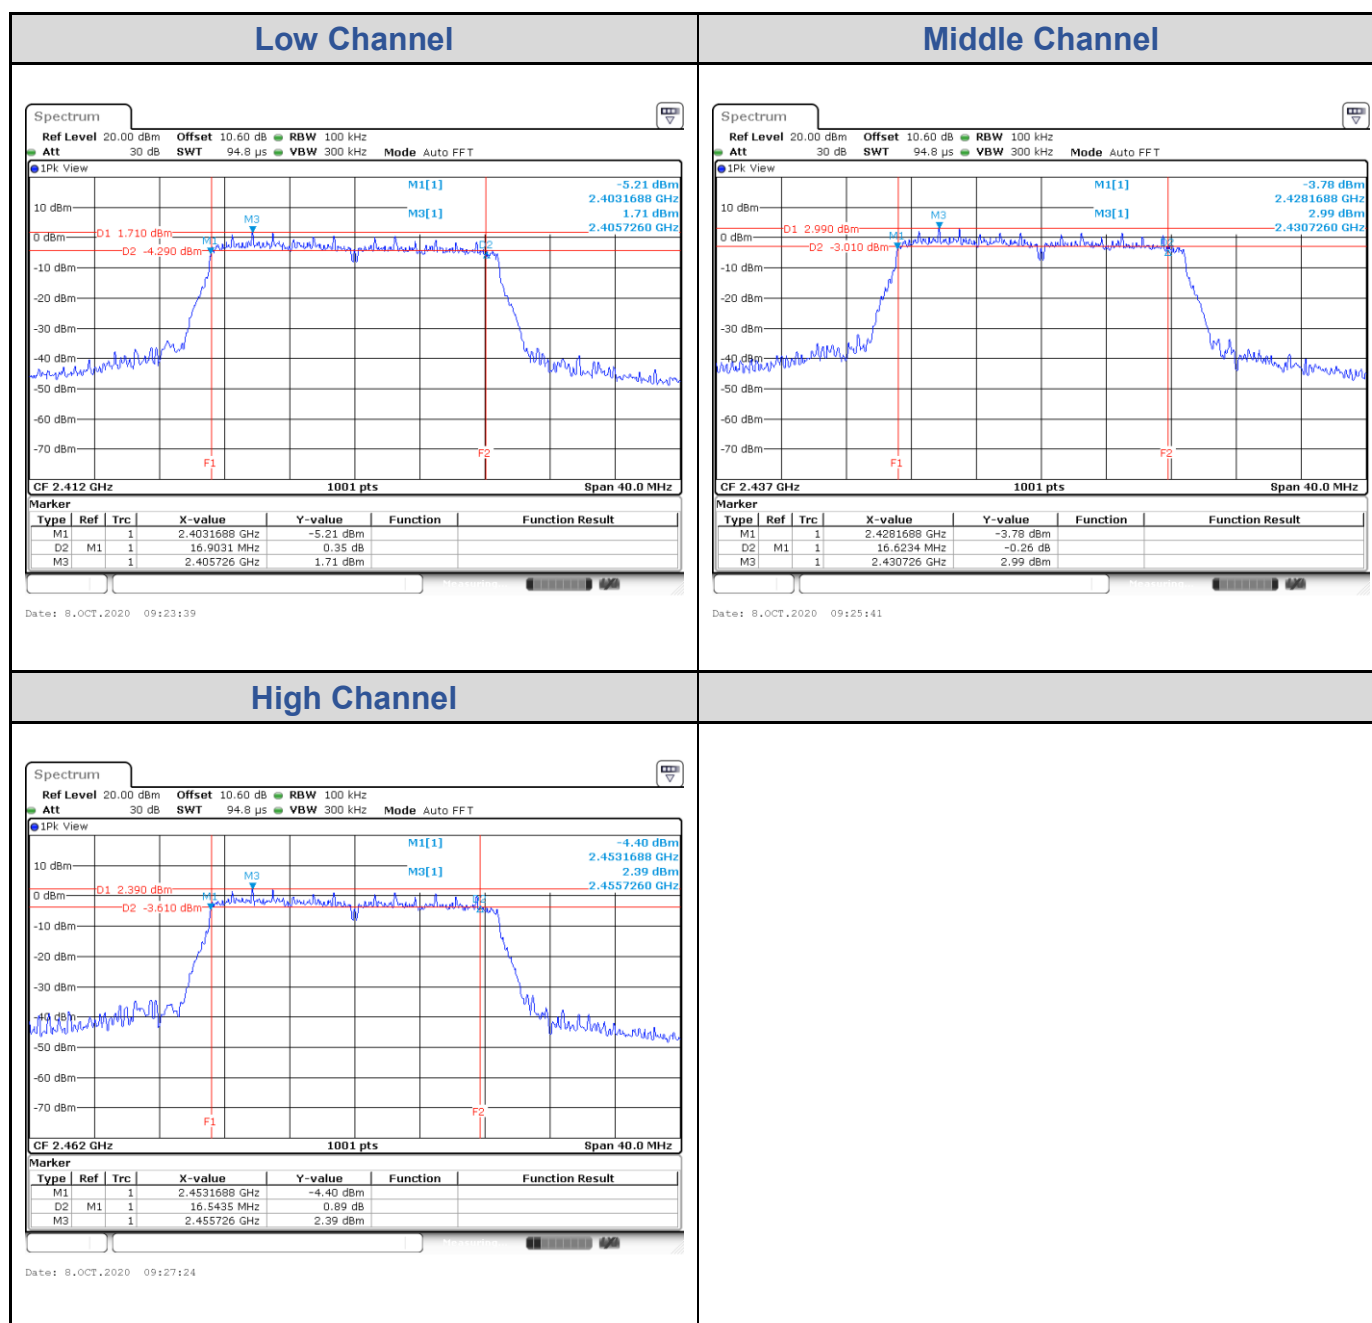 Low Channel
Middle Channel
Spectrum
Ref Level 20.00 dBm Offset 10.60 dB RBW 100 kHz
Att 30 dB SWT 94.8 µs VBW 300 kHz Mode Auto FFT
1Pk View
M1[1] -5.21 dBm
2.4031688 GHz
M3[1] 1.71 dBm
2.4057260 GHz
10 dBm
M3
D1 1.710 dBm
0 dBm
M1
D2
D2 -4.290 dBm
-10 dBm
-20 dBm
-30 dBm
-40 dBm
-50 dBm
-60 dBm
-70 dBm
F1
F2
CF 2.412 GHz 1001 pts Span 40.0 MHz
Marker
Type Ref Trc X-value Y-value Function Function Result
M1 1 2.4031688 GHz -5.21 dBm
D2 M1 1 16.9031 MHz 0.35 dB
M3 1 2.405726 GHz 1.71 dBm
Measuring
Date: 8.OCT.2020 09:23:39
Spectrum
Ref Level 20.00 dBm Offset 10.60 dB RBW 100 kHz
Att 30 dB SWT 94.8 µs VBW 300 kHz Mode Auto FFT
1Pk View
M1[1] -3.78 dBm
2.4281688 GHz
M3[1] 2.99 dBm
2.4307260 GHz
10 dBm
M3
D1 2.990 dBm
0 dBm
M1
D2 -3.010 dBm
-10 dBm
-20 dBm
-30 dBm
-40 dBm
-50 dBm
-60 dBm
-70 dBm
F1
F2
CF 2.437 GHz 1001 pts Span 40.0 MHz
Marker
Type Ref Trc X-value Y-value Function Function Result
M1 1 2.4281688 GHz -3.78 dBm
D2 M1 1 16.6234 MHz -0.26 dB
M3 1 2.430726 GHz 2.99 dBm
Measuring
Date: 8.OCT.2020 09:25:41
High Channel
Spectrum
Ref Level 20.00 dBm Offset 10.60 dB RBW 100 kHz
Att 30 dB SWT 94.8 µs VBW 300 kHz Mode Auto FFT
1Pk View
M1[1] -4.40 dBm
2.4531688 GHz
M3[1] 2.39 dBm
2.4557260 GHz
10 dBm
M3
D1 2.390 dBm
0 dBm
M1
D2 -3.610 dBm
-10 dBm
-20 dBm
-30 dBm
-40 dBm
-50 dBm
-60 dBm
-70 dBm
F1
F2
CF 2.462 GHz 1001 pts Span 40.0 MHz
Marker
Type Ref Trc X-value Y-value Function Function Result
M1 1 2.4531688 GHz -4.40 dBm
D2 M1 1 16.5435 MHz 0.89 dB
M3 1 2.455726 GHz 2.39 dBm
Measuring
Date: 8.OCT.2020 09:27:24